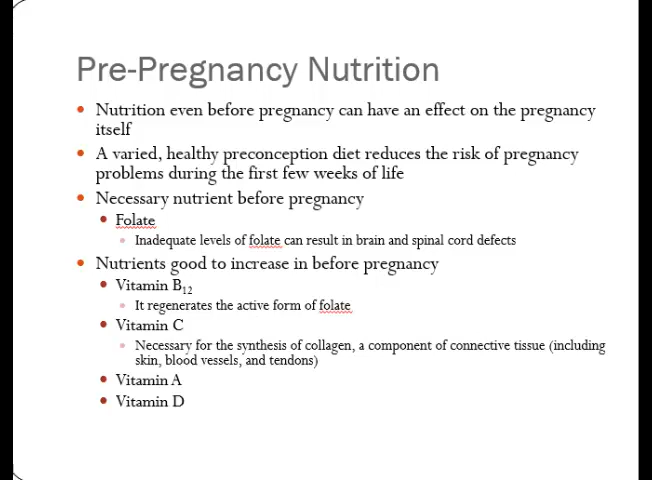 Pre-Pregnancy Nutrition
Nutrition even before pregnancy can have an effect on the pregnancy
itself
A varied, healthy preconception diet reduces the risk of pregnancy
problems during the first few weeks of life
Necessary nutrient before pregnancy
Folate
Inadequate levels of folate can result in brain and spinal cord defects
Nutrients good to increase in before pregnancy
Vitamin B12
It regenerates the active form of folate
Vitamin C
Necessary for the synthesis of collagen, a component of connective tissue (including
skin, blood vessels, and tendons)
Vitamin A
Vitamin D